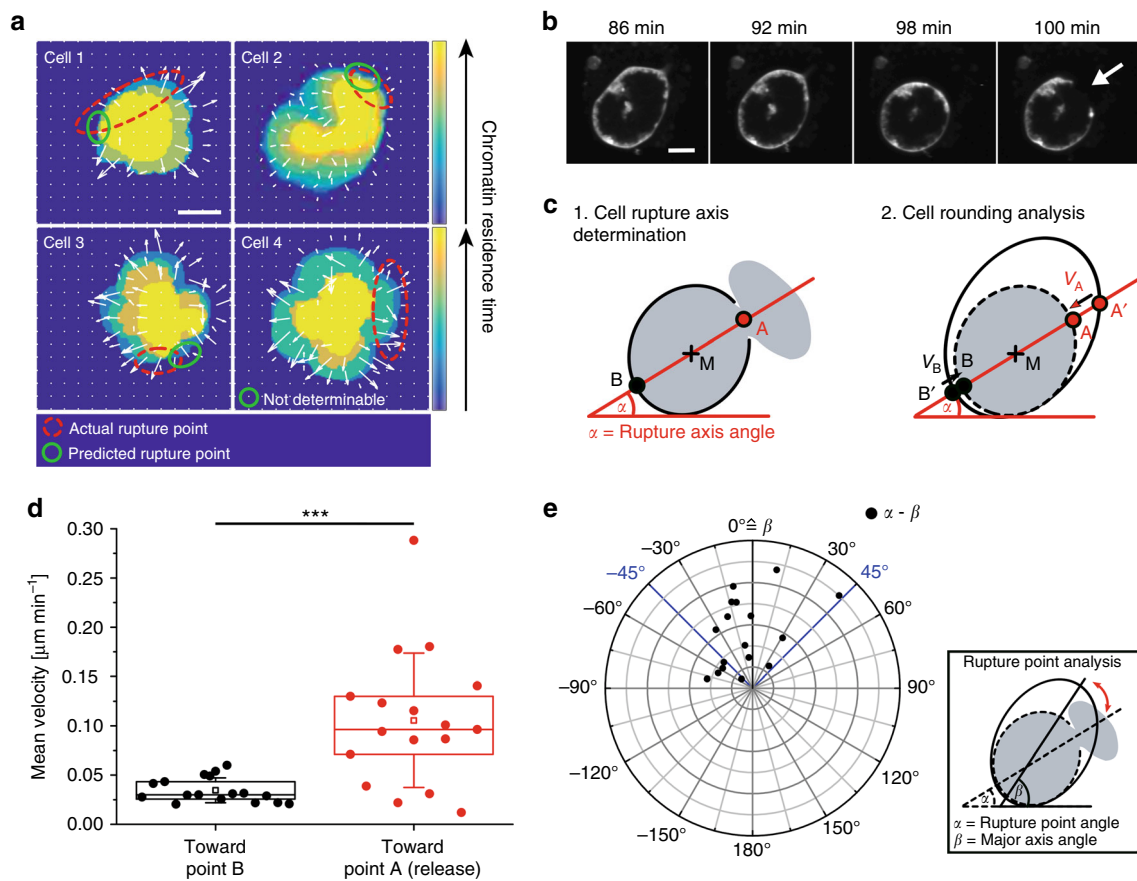 a
Cell 1
Cell 2
Cell 3
Cell 4
Not determinable
Actual rupture point
Predicted rupture point
Chromatin residence time
b
86 min
92 min
98 min
100 min
c
1. Cell rupture axis
determination
A
M
B
α
α = Rupture axis angle
2. Cell rounding analysis
V_A
A′
A
M
V_B
B
B′
α
d
***
Mean velocity [μm min⁻¹]
0.30
0.25
0.20
0.15
0.10
0.05
0.00
Toward
point B
Toward
point A (release)
e
α - β
0°≙ β
−30°
30°
−45°
45°
−60°
60°
−90°
90°
−120°
120°
−150°
150°
180°
Rupture point analysis
α
β
α = Rupture point angle
β = Major axis angle